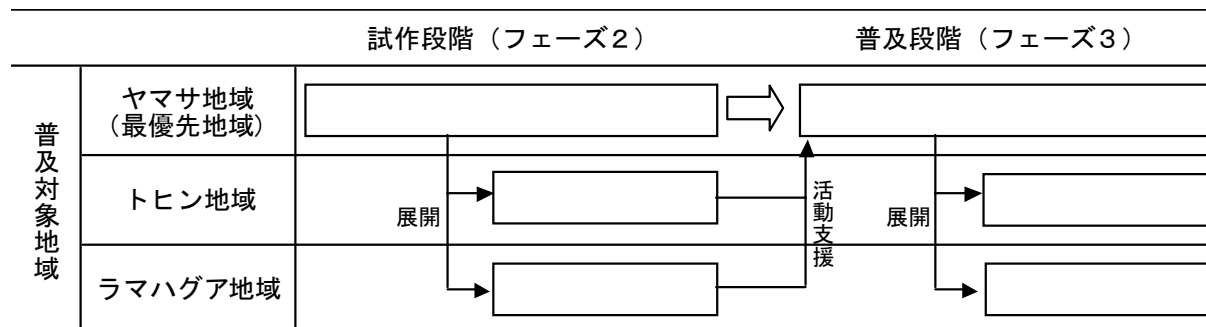 試作段階（フェーズ２）
普及段階（フェーズ３）
普及対象地域
ヤマサ地域
（最優先地域）
トヒン地域
展開
活動支援
展開
ラマハグア地域